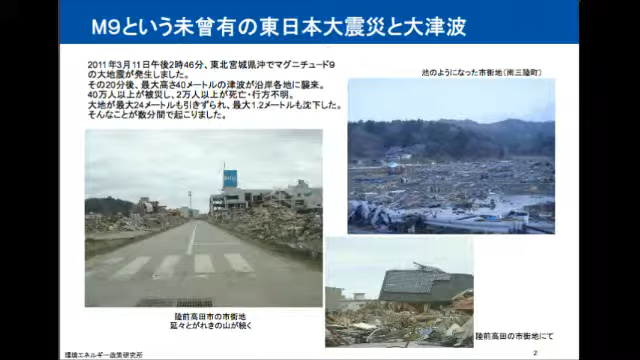 M9という未曾有の東日本大震災と大津波
2011年3月11日午後2時46分、東北宮城県沖でマグニチュード9
の大地震が発生しました。
その20分後、最大高さ40メートルの津波が沿岸各地に襲来。
40万人以上が被災し、2万人以上が死亡・行方不明。
大地が最大24メートルも引きずられ、最大1.2メートルも沈下した。
そんなことが数分間で起こりました。
池のようになった市街地（南三陸町）
陸前高田市の市街地
延々とがれきの山が続く
陸前高田の市街地にて
環境エネルギー政策研究所
2